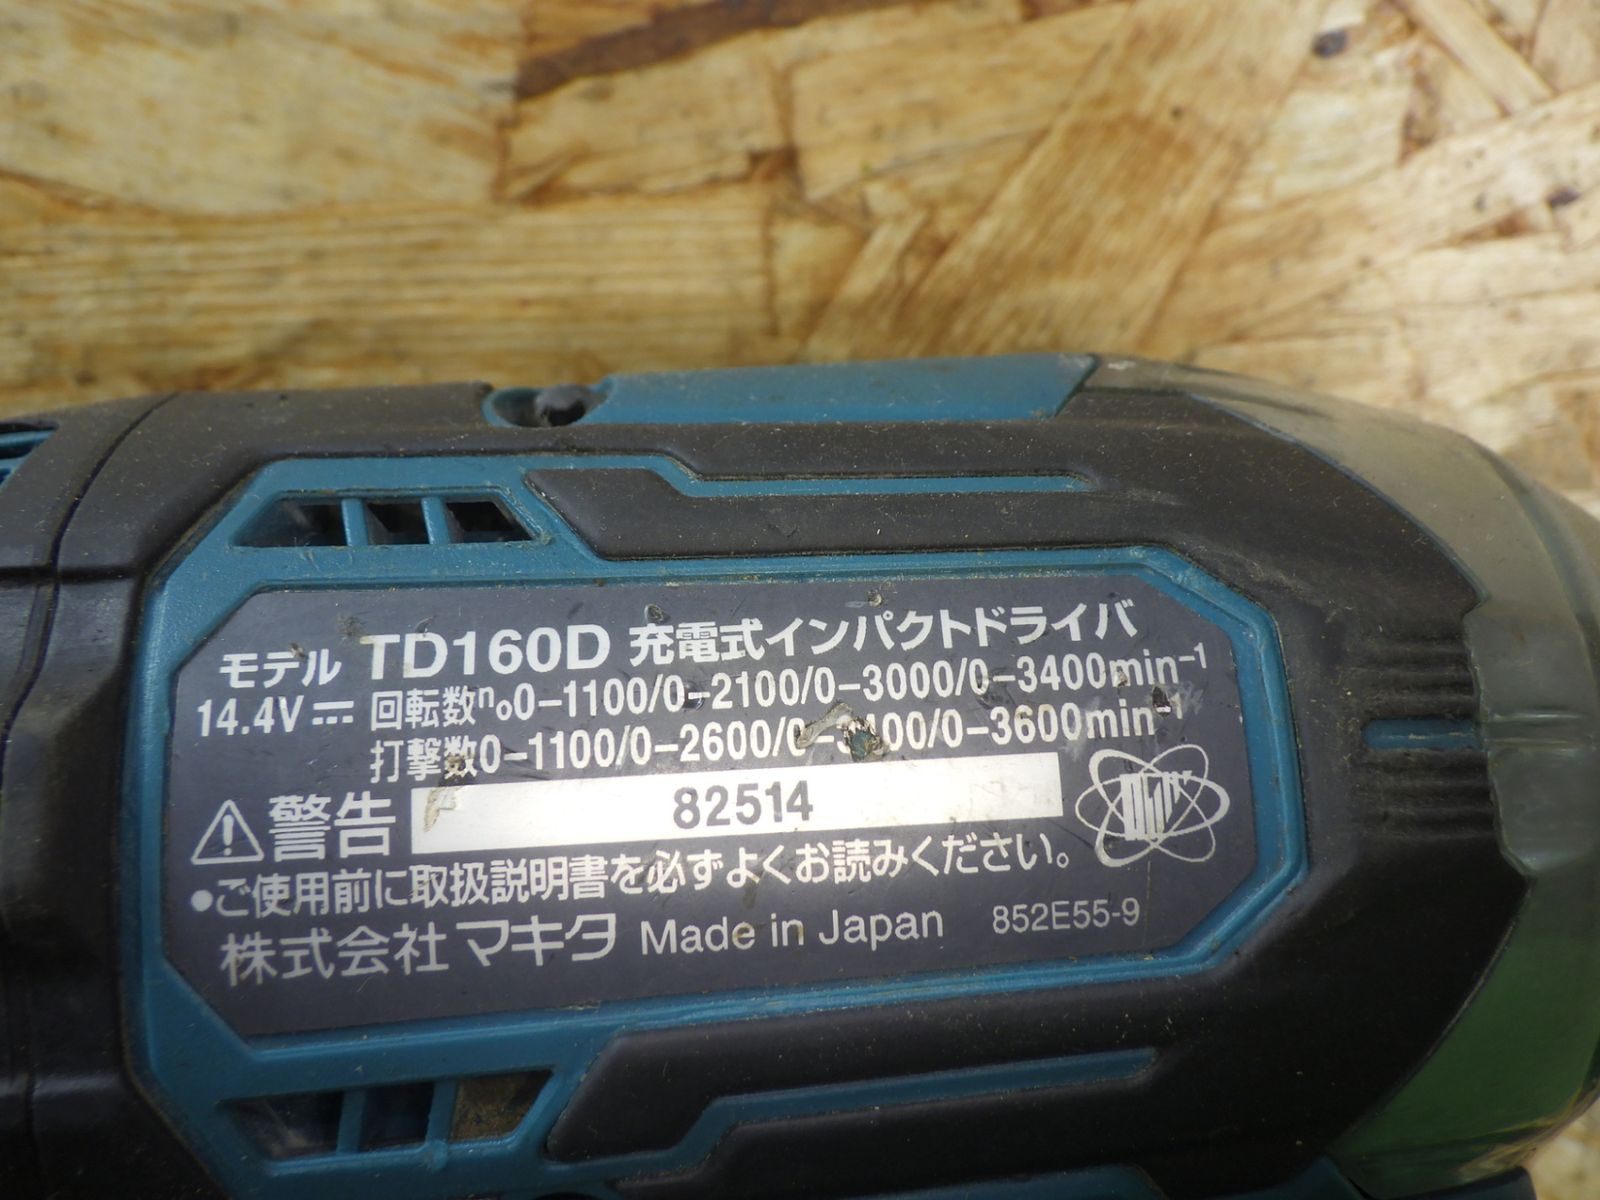 モデル TD160D 充電式インパクトドライバ
14.4V 回転数n₀0-1100/0-2100/0-3000/0-3400min⁻¹
打撃数0-1100/0-2600/0-3400/0-3600min⁻¹
警告 82514
●ご使用前に取扱説明書を必ずよくお読みください。
株式会社マキタ Made in Japan 852E55-9